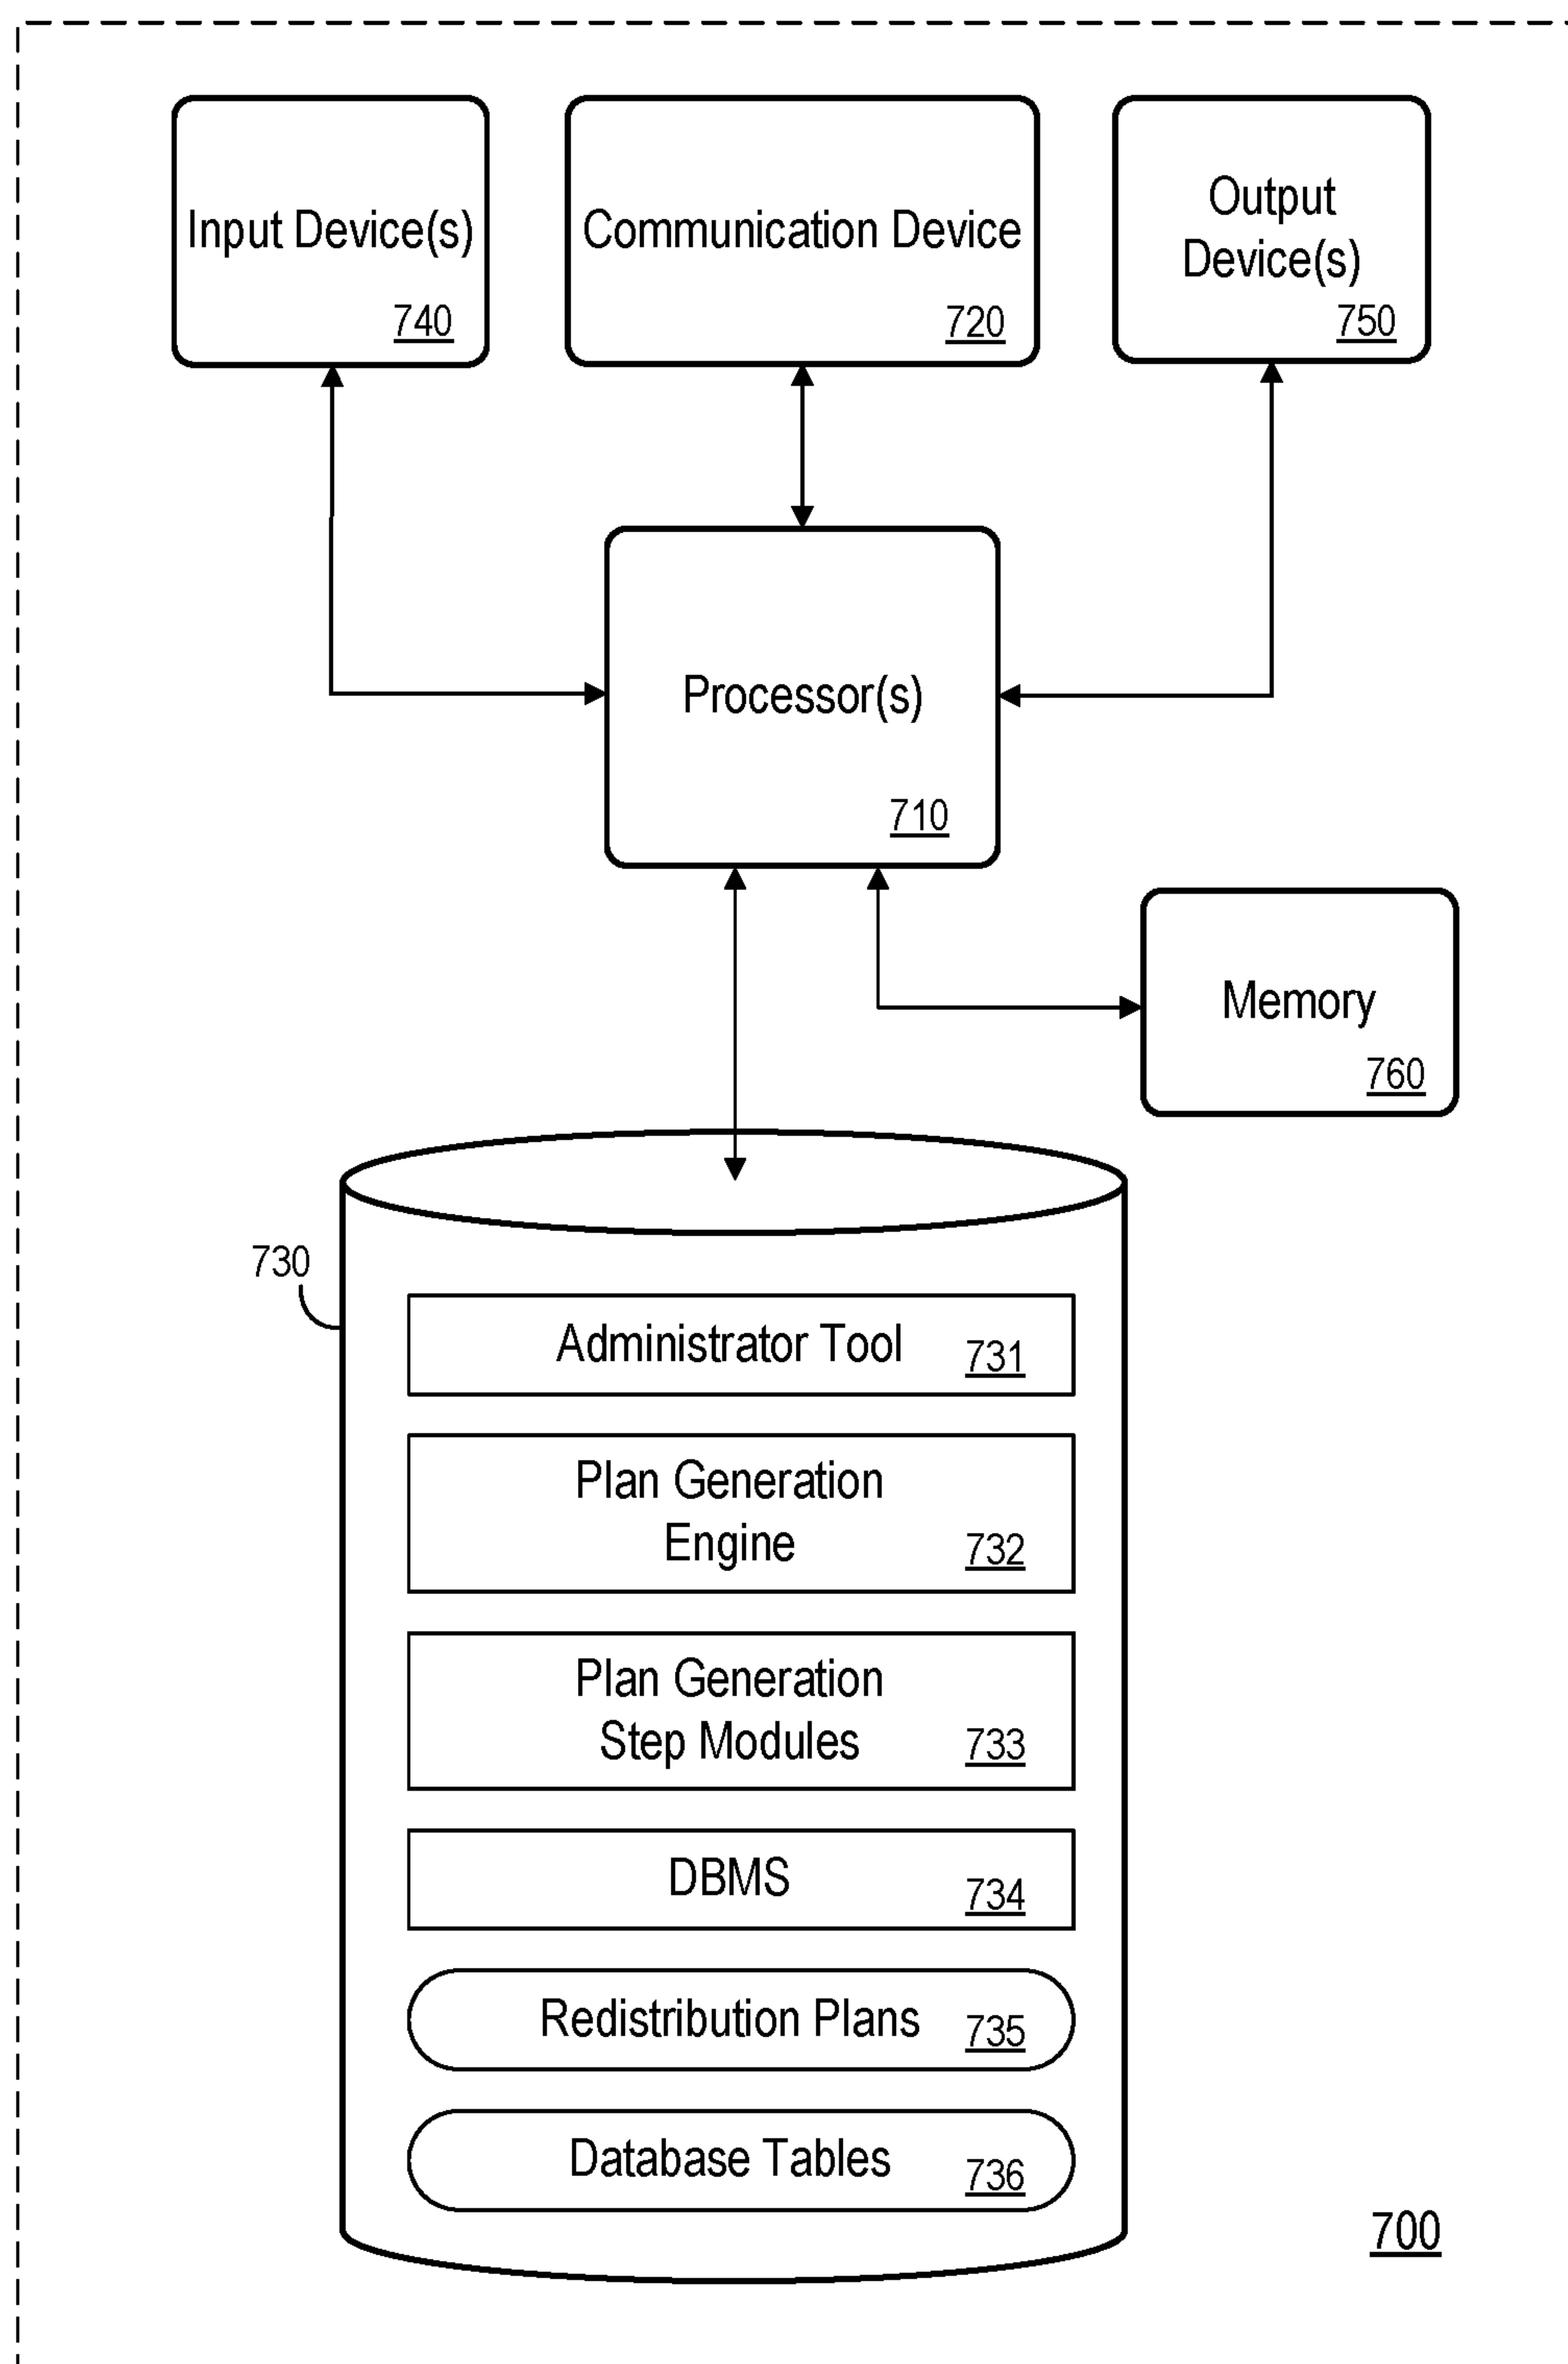 Input Device(s)
740
Communication Device
720
Output
Device(s)
750
Processor(s)
710
Memory
760
730
Administrator Tool 731
Plan Generation
Engine 732
Plan Generation
Step Modules 733
DBMS 734
Redistribution Plans 735
Database Tables 736
700